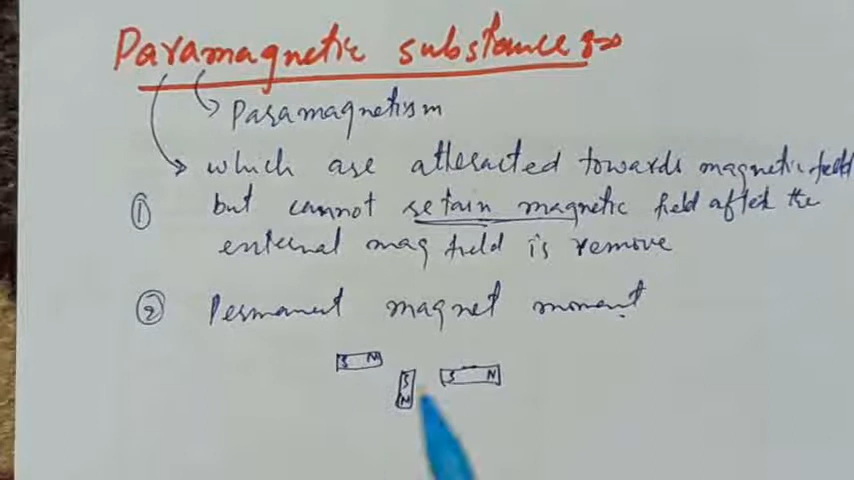 Paramagnetic substance :-
Paramagnetism
which are atteracted towards magnetic field
① but cannot retain magnetic field after the
external mag field is remove
② Permanent magnet moment
S N
S N
S
N